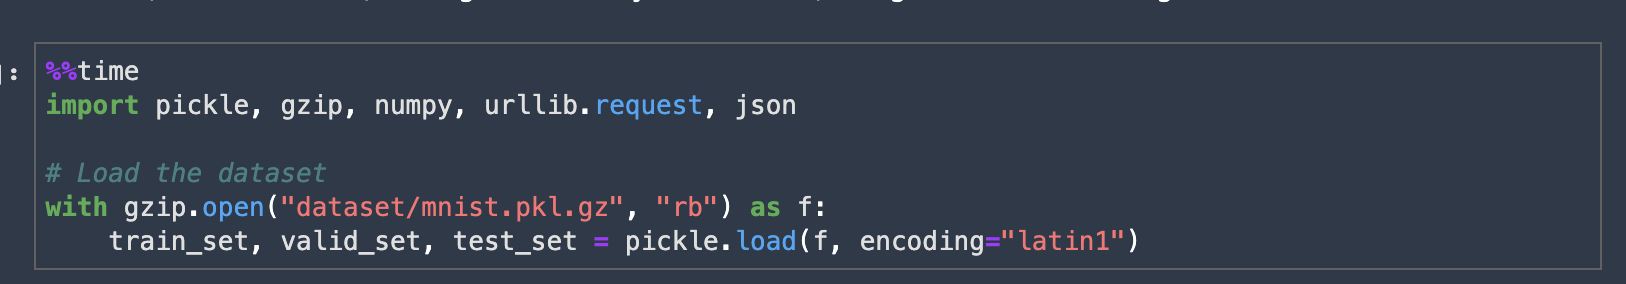 ]:
%%time
import pickle, gzip, numpy, urllib.request, json
# Load the dataset
with gzip.open("dataset/mnist.pkl.gz", "rb") as f:
    train_set, valid_set, test_set = pickle.load(f, encoding="latin1")